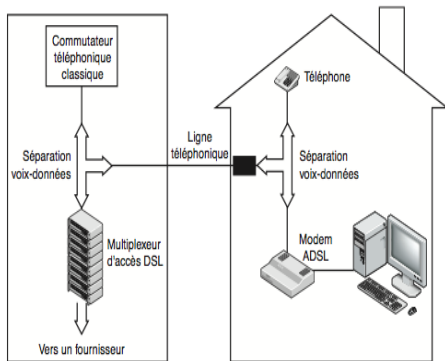 Commutateur
téléphonique
classique
Séparation
voix-données
Multiplexeur
d'accès DSL
Vers un fournisseur
Ligne
téléphonique
Téléphone
Séparation
voix-données
Modem
ADSL